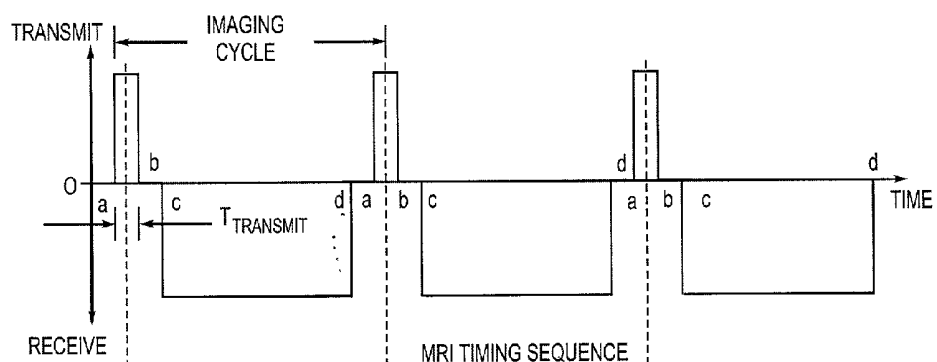 TRANSMIT
IMAGING
CYCLE
b
d
d
O
a
c
d
a
b
c
a
b
c
TIME
T TRANSMIT
RECEIVE
MRI TIMING SEQUENCE